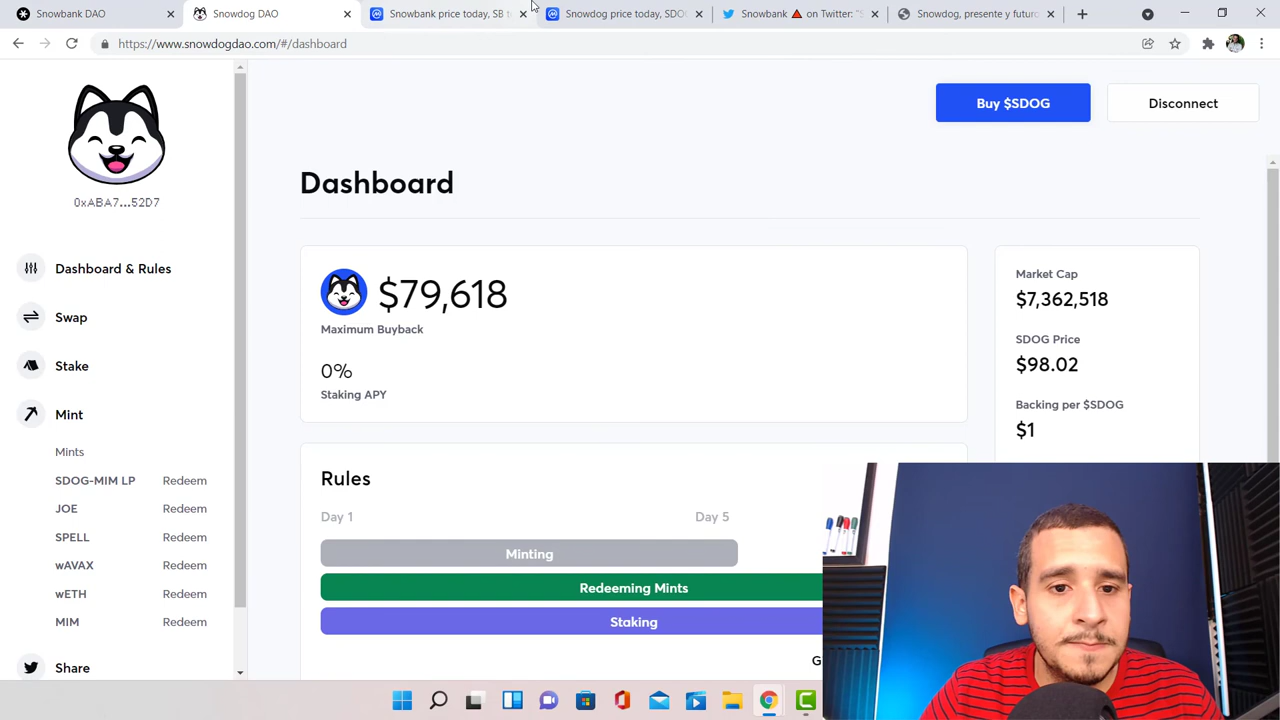 Snowbank DAO
Snowdog DAO
Snowbank price today, SB t
Snowdog price today, SDO
Snowbank 🔺 on Twitter: "S
Snowdog, presente y futuro
https://www.snowdogdao.com/#/dashboard
Buy $SDOG
Disconnect
0xABA7...52D7
Dashboard & Rules
Swap
Stake
Mint
Mints
SDOG-MIM LP Redeem
JOE Redeem
SPELL Redeem
wAVAX Redeem
wETH Redeem
MIM Redeem
Share
Dashboard
$79,618
Maximum Buyback
0%
Staking APY
Market Cap
$7,362,518
SDOG Price
$98.02
Backing per $SDOG
$1
Rules
Day 1
Day 5
Minting
Redeeming Mints
Staking
G